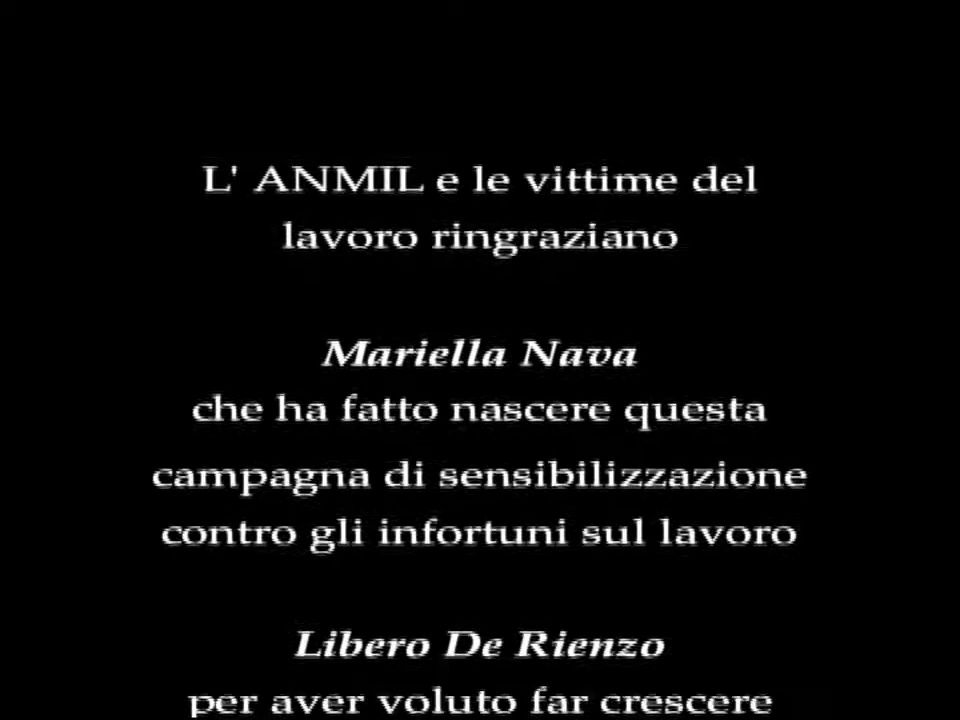 L' ANMIL e le vittime del
lavoro ringraziano
Mariella Nava
che ha fatto nascere questa
campagna di sensibilizzazione
contro gli infortuni sul lavoro
Libero De Rienzo
per aver voluto far crescere